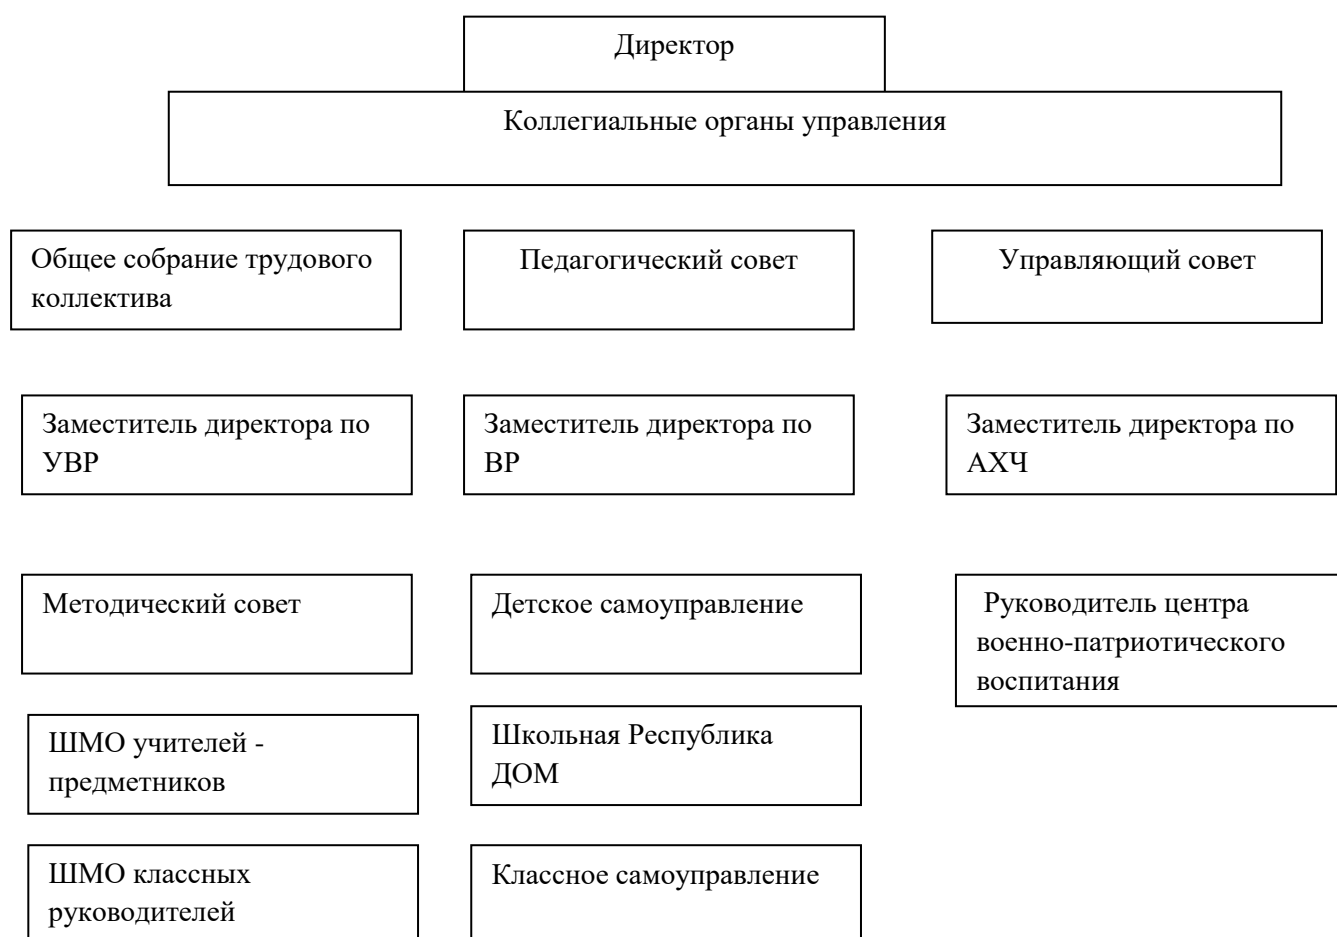 Директор
Коллегиальные органы управления
Общее собрание трудового
коллектива
Педагогический совет
Управляющий совет
Заместитель директора по
УВР
Заместитель директора по
ВР
Заместитель директора по
АХЧ
Методический совет
Детское самоуправление
Руководитель центра
военно-патриотического
воспитания
ШМО учителей -
предметников
Школьная Республика
ДОМ
ШМО классных
руководителей
Классное самоуправление